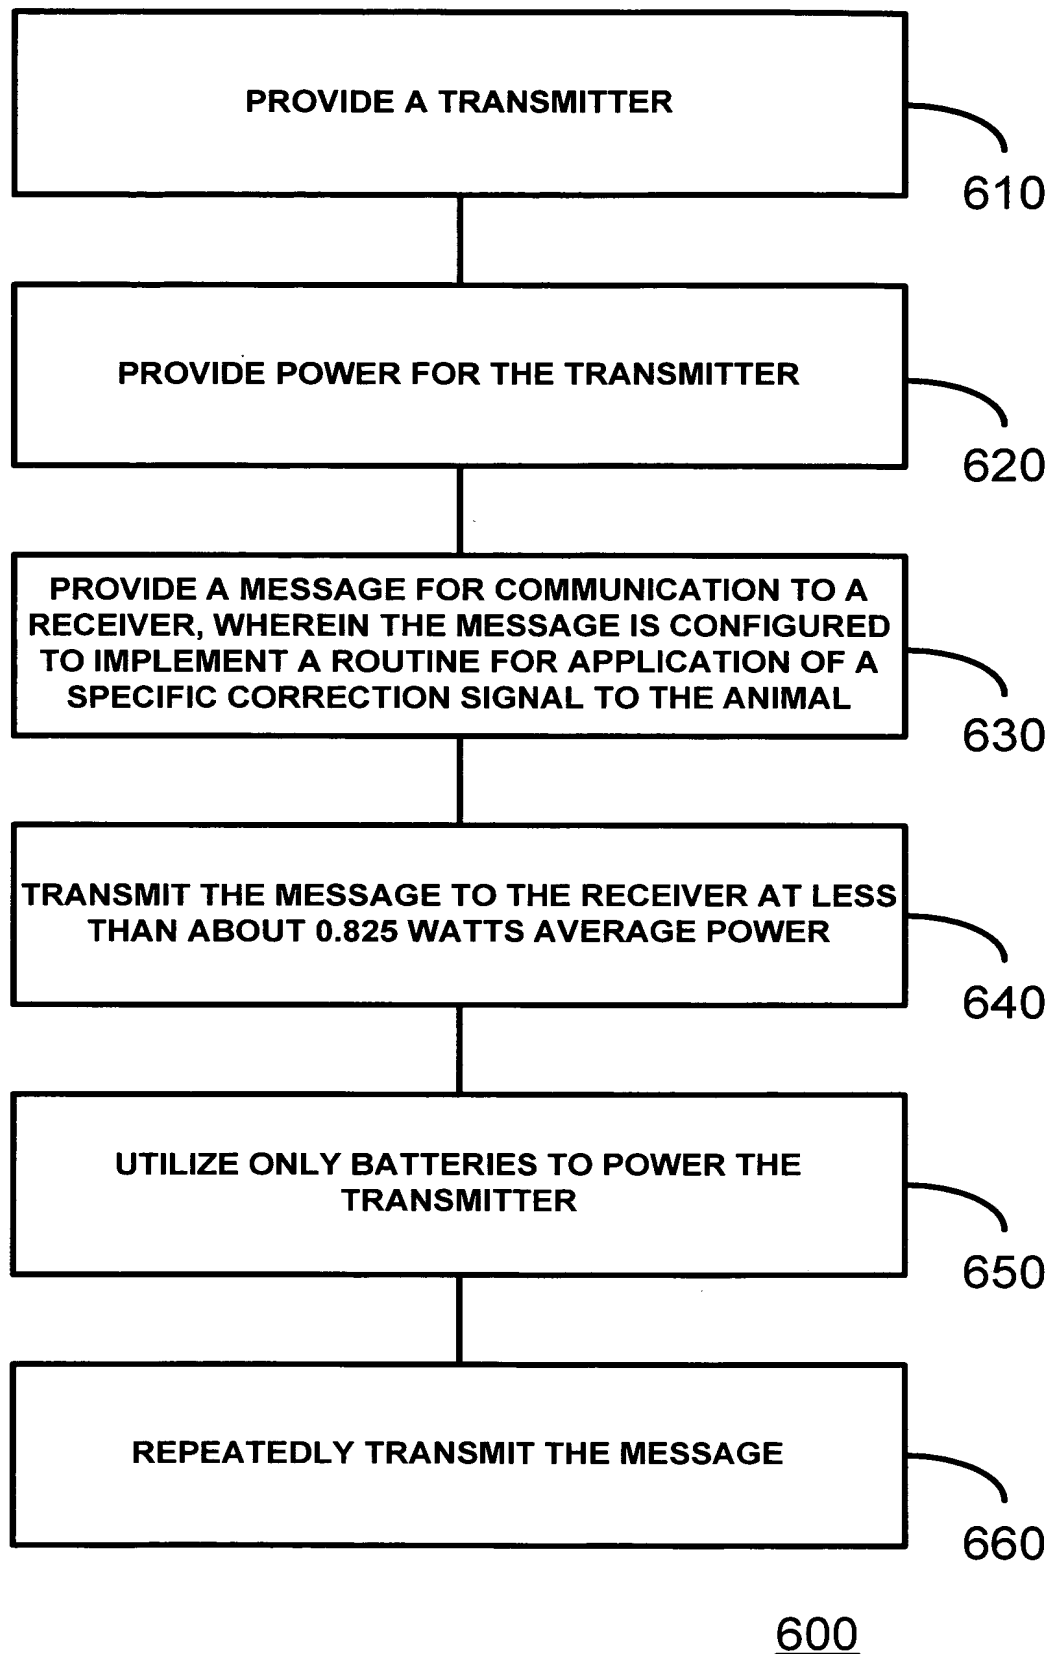 PROVIDE A TRANSMITTER
610
PROVIDE POWER FOR THE TRANSMITTER
620
PROVIDE A MESSAGE FOR COMMUNICATION TO A
RECEIVER, WHEREIN THE MESSAGE IS CONFIGURED
TO IMPLEMENT A ROUTINE FOR APPLICATION OF A
SPECIFIC CORRECTION SIGNAL TO THE ANIMAL
630
TRANSMIT THE MESSAGE TO THE RECEIVER AT LESS
THAN ABOUT 0.825 WATTS AVERAGE POWER
640
UTILIZE ONLY BATTERIES TO POWER THE
TRANSMITTER
650
REPEATEDLY TRANSMIT THE MESSAGE
660
600